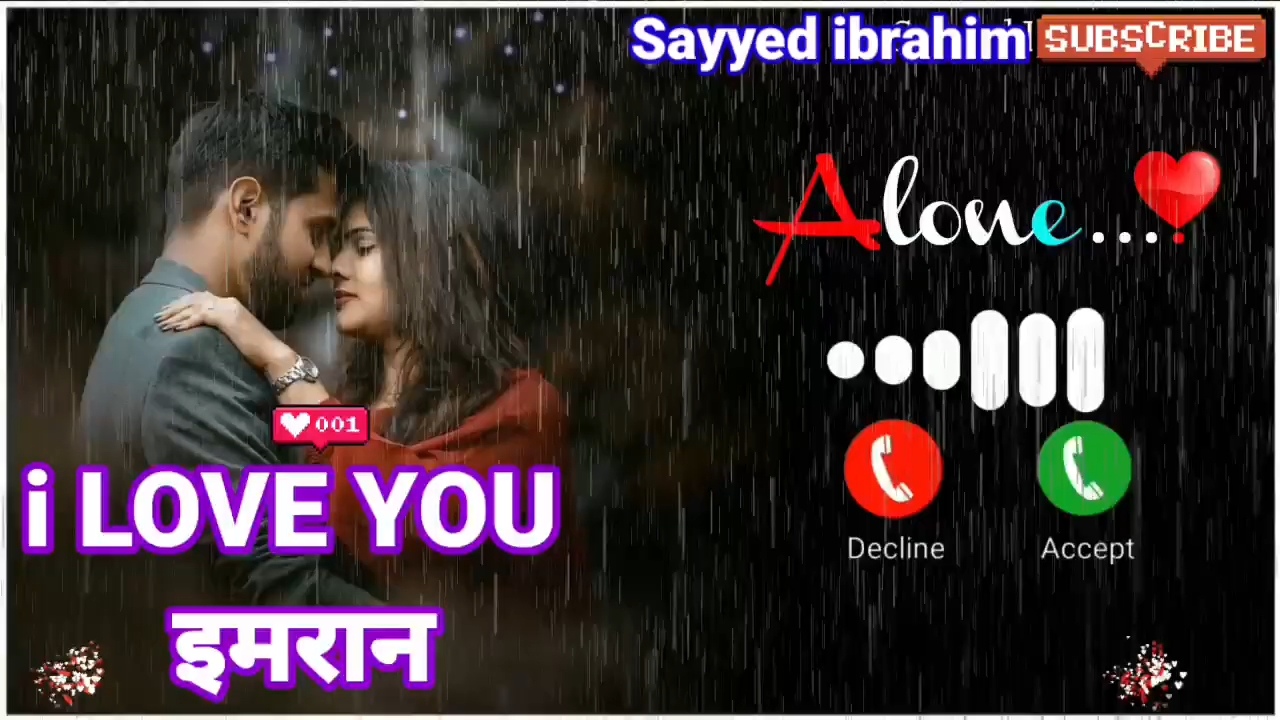 Sayyed ibrahim SUBSCRIBE
Alone...
001
i LOVE YOU
इमरान
Decline Accept